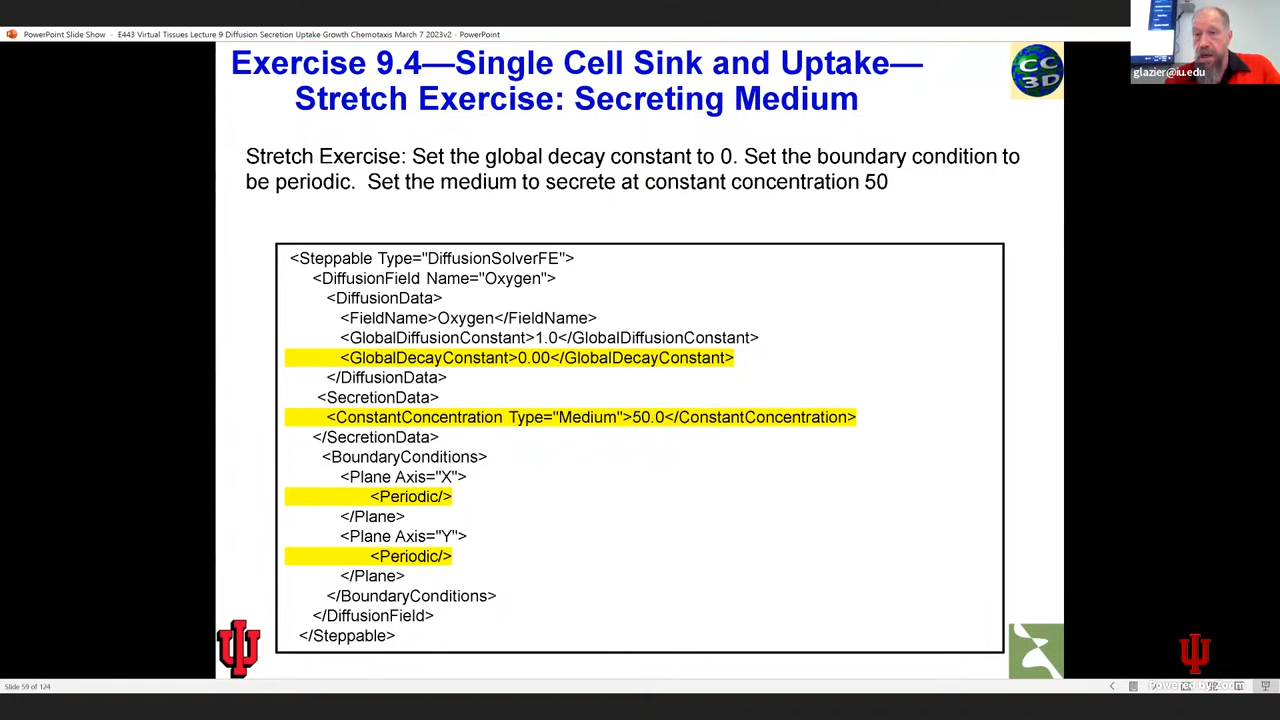 PowerPoint Slide Show - E443 Virtual Tissues Lecture 9 Diffusion Secretion Uptake Growth Chemotaxis March 7 2023v2 - PowerPoint
glazier@iu.edu
Exercise 9.4—Single Cell Sink and Uptake—
Stretch Exercise: Secreting Medium
CC
3D
Stretch Exercise: Set the global decay constant to 0. Set the boundary condition to
be periodic.  Set the medium to secrete at constant concentration 50
<Steppable Type="DiffusionSolverFE">
<DiffusionField Name="Oxygen">
<DiffusionData>
<FieldName>Oxygen</FieldName>
<GlobalDiffusionConstant>1.0</GlobalDiffusionConstant>
<GlobalDecayConstant>0.00</GlobalDecayConstant>
</DiffusionData>
<SecretionData>
<ConstantConcentration Type="Medium">50.0</ConstantConcentration>
</SecretionData>
<BoundaryConditions>
<Plane Axis="X">
<Periodic/>
</Plane>
<Plane Axis="Y">
<Periodic/>
</Plane>
</BoundaryConditions>
</DiffusionField>
</Steppable>
Slide 59 of 124
Powered by Zoom